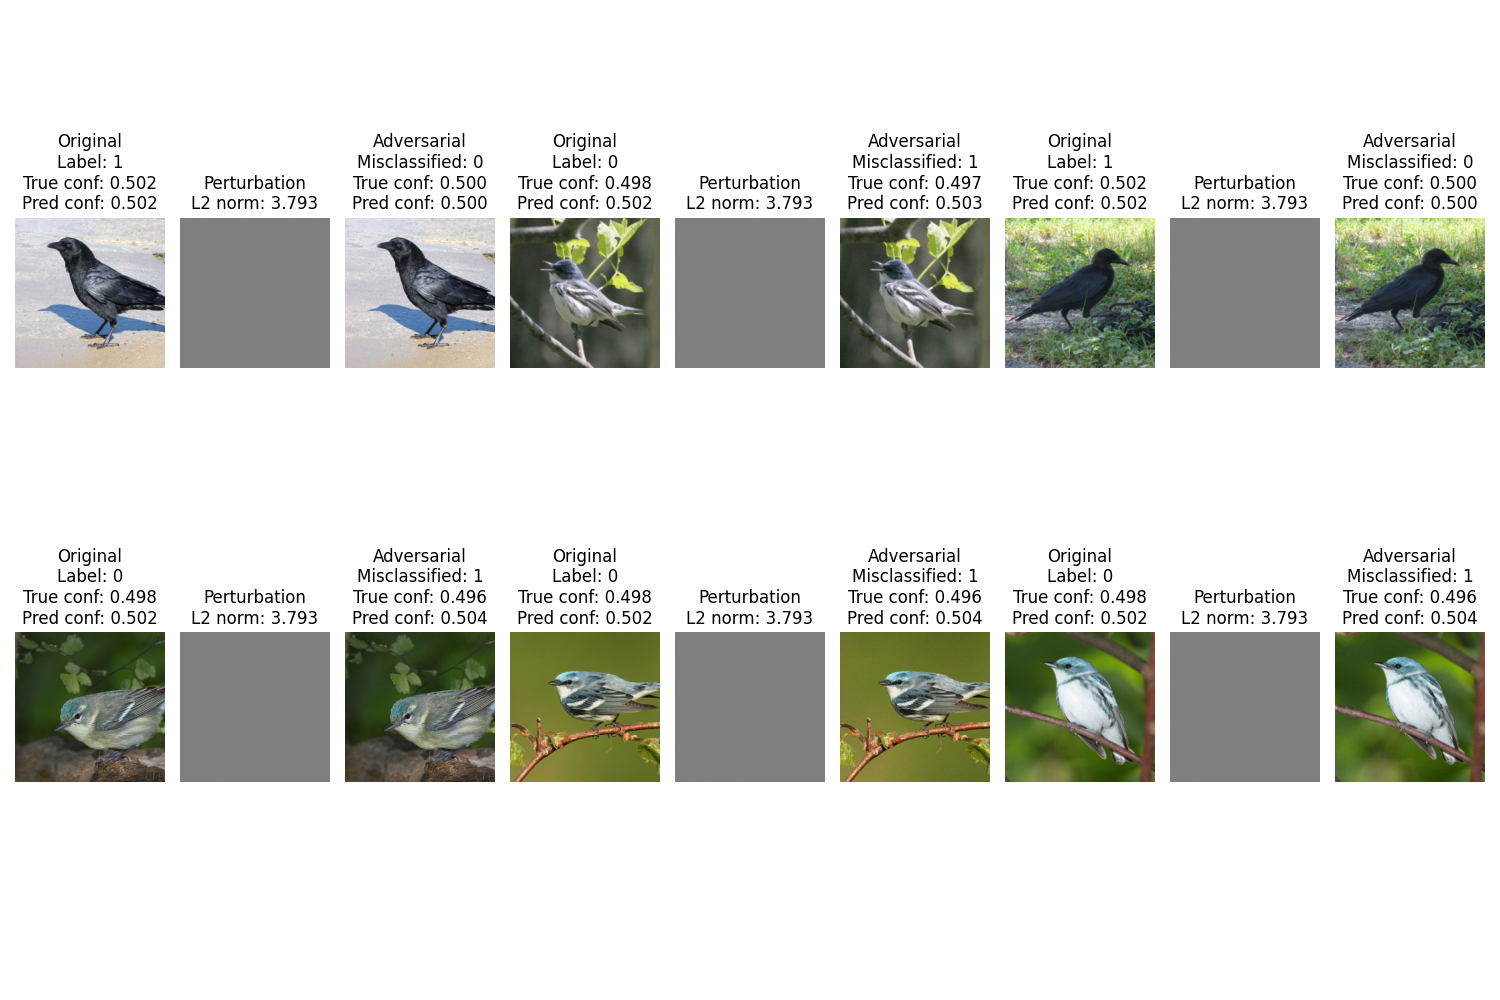 Original
Label: 1
True conf: 0.502
Pred conf: 0.502
Perturbation
L2 norm: 3.793
Adversarial
Misclassified: 0
True conf: 0.500
Pred conf: 0.500
Original
Label: 0
True conf: 0.498
Pred conf: 0.502
Perturbation
L2 norm: 3.793
Adversarial
Misclassified: 1
True conf: 0.497
Pred conf: 0.503
Original
Label: 1
True conf: 0.502
Pred conf: 0.502
Perturbation
L2 norm: 3.793
Adversarial
Misclassified: 0
True conf: 0.500
Pred conf: 0.500
Original
Label: 0
True conf: 0.498
Pred conf: 0.502
Perturbation
L2 norm: 3.793
Adversarial
Misclassified: 1
True conf: 0.496
Pred conf: 0.504
Original
Label: 0
True conf: 0.498
Pred conf: 0.502
Perturbation
L2 norm: 3.793
Adversarial
Misclassified: 1
True conf: 0.496
Pred conf: 0.504
Original
Label: 0
True conf: 0.498
Pred conf: 0.502
Perturbation
L2 norm: 3.793
Adversarial
Misclassified: 1
True conf: 0.496
Pred conf: 0.504